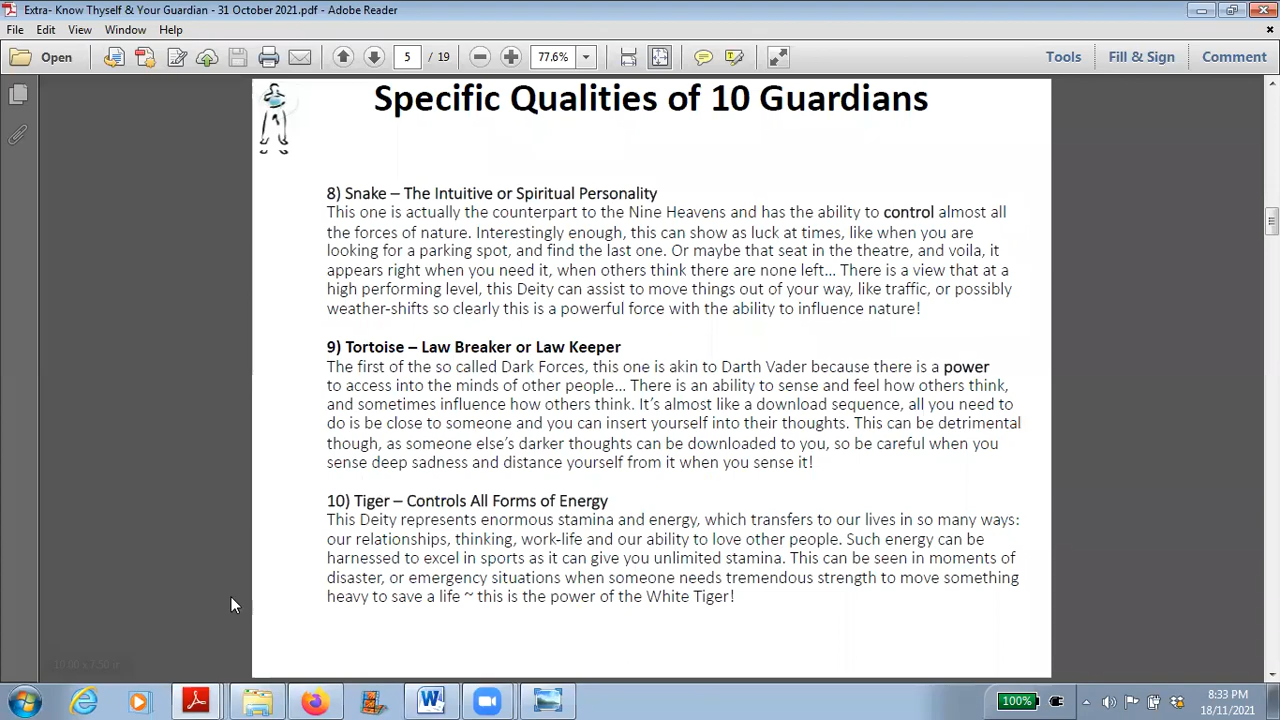 Extra- Know Thyself & Your Guardian - 31 October 2021.pdf - Adobe Reader
File Edit View Window Help
Open 5 / 19 77.6% Tools Fill & Sign Comment
Specific Qualities of 10 Guardians
8) Snake – The Intuitive or Spiritual Personality
This one is actually the counterpart to the Nine Heavens and has the ability to control almost all
the forces of nature. Interestingly enough, this can show as luck at times, like when you are
looking for a parking spot, and find the last one. Or maybe that seat in the theatre, and voila, it
appears right when you need it, when others think there are none left... There is a view that at a
high performing level, this Deity can assist to move things out of your way, like traffic, or possibly
weather-shifts so clearly this is a powerful force with the ability to influence nature!
9) Tortoise – Law Breaker or Law Keeper
The first of the so called Dark Forces, this one is akin to Darth Vader because there is a power
to access into the minds of other people... There is an ability to sense and feel how others think,
and sometimes influence how others think. It’s almost like a download sequence, all you need to
do is be close to someone and you can insert yourself into their thoughts. This can be detrimental
though, as someone else’s darker thoughts can be downloaded to you, so be careful when you
sense deep sadness and distance yourself from it when you sense it!
10) Tiger – Controls All Forms of Energy
This Deity represents enormous stamina and energy, which transfers to our lives in so many ways:
our relationships, thinking, work-life and our ability to love other people. Such energy can be
harnessed to excel in sports as it can give you unlimited stamina. This can be seen in moments of
disaster, or emergency situations when someone needs tremendous strength to move something
heavy to save a life ~ this is the power of the White Tiger!
10.00 x 7.50 in
100% 8:33 PM
18/11/2021